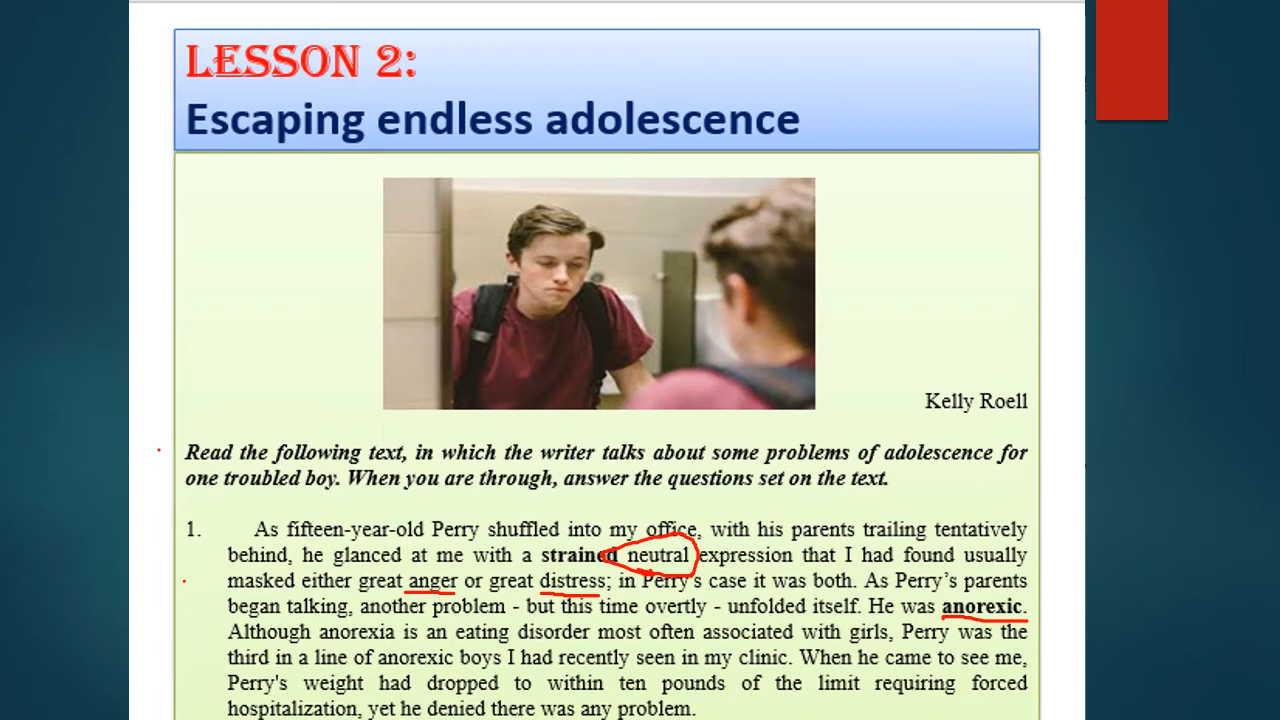 LESSON 2:
Escaping endless adolescence
Kelly Roell
Read the following text, in which the writer talks about some problems of adolescence for
one troubled boy. When you are through, answer the questions set on the text.
1. As fifteen-year-old Perry shuffled into my office, with his parents trailing tentatively
behind, he glanced at me with a strained neutral expression that I had found usually
masked either great anger or great distress; in Perry's case it was both. As Perry's parents
began talking, another problem - but this time overtly - unfolded itself. He was anorexic.
Although anorexia is an eating disorder most often associated with girls, Perry was the
third in a line of anorexic boys I had recently seen in my clinic. When he came to see me,
Perry's weight had dropped to within ten pounds of the limit requiring forced
hospitalization, yet he denied there was any problem.